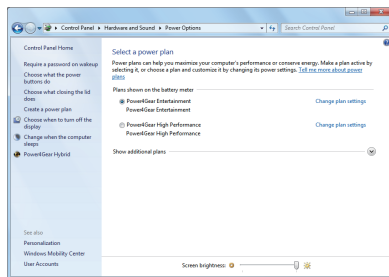 Control Panel ▸ Hardware and Sound ▸ Power Options
Search Control Panel
Control Panel Home
Require a password on wakeup
Choose what the power
buttons do
Choose what closing the lid
does
Create a power plan
Choose when to turn off the
display
Change when the computer
sleeps
Power4Gear Hybrid
Select a power plan
Power plans can help you maximize your computer's performance or conserve energy. Make a plan active by
selecting it, or choose a plan and customize it by changing its power settings. Tell me more about power
plans
Plans shown on the battery meter
Power4Gear Entertainment
Change plan settings
Power4Gear Entertainment
Power4Gear High Performance
Change plan settings
Power4Gear High Performance
Show additional plans
See also
Personalization
Windows Mobility Center
User Accounts
Screen brightness: